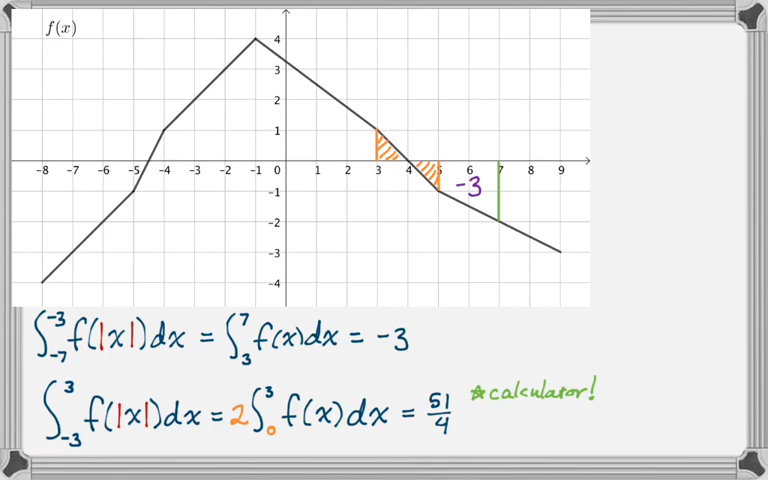 f(x)
4
3
2
1
-8 -7 -6 -5 -4 -3 -2 -1 0 1 2 3 4 5 6 7 8 9
-3
-1
-2
-3
-4
∫_{-7}^{-3} f(|x|)dx = ∫_{3}^{7} f(x)dx = -3
∫_{-3}^{3} f(|x|)dx = 2∫_{0}^{3} f(x)dx = 51/4
☆calculator!